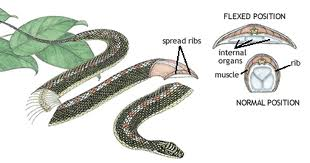 spread ribs
FLEXED POSITION
internal
organs
muscle
rib
NORMAL POSITION